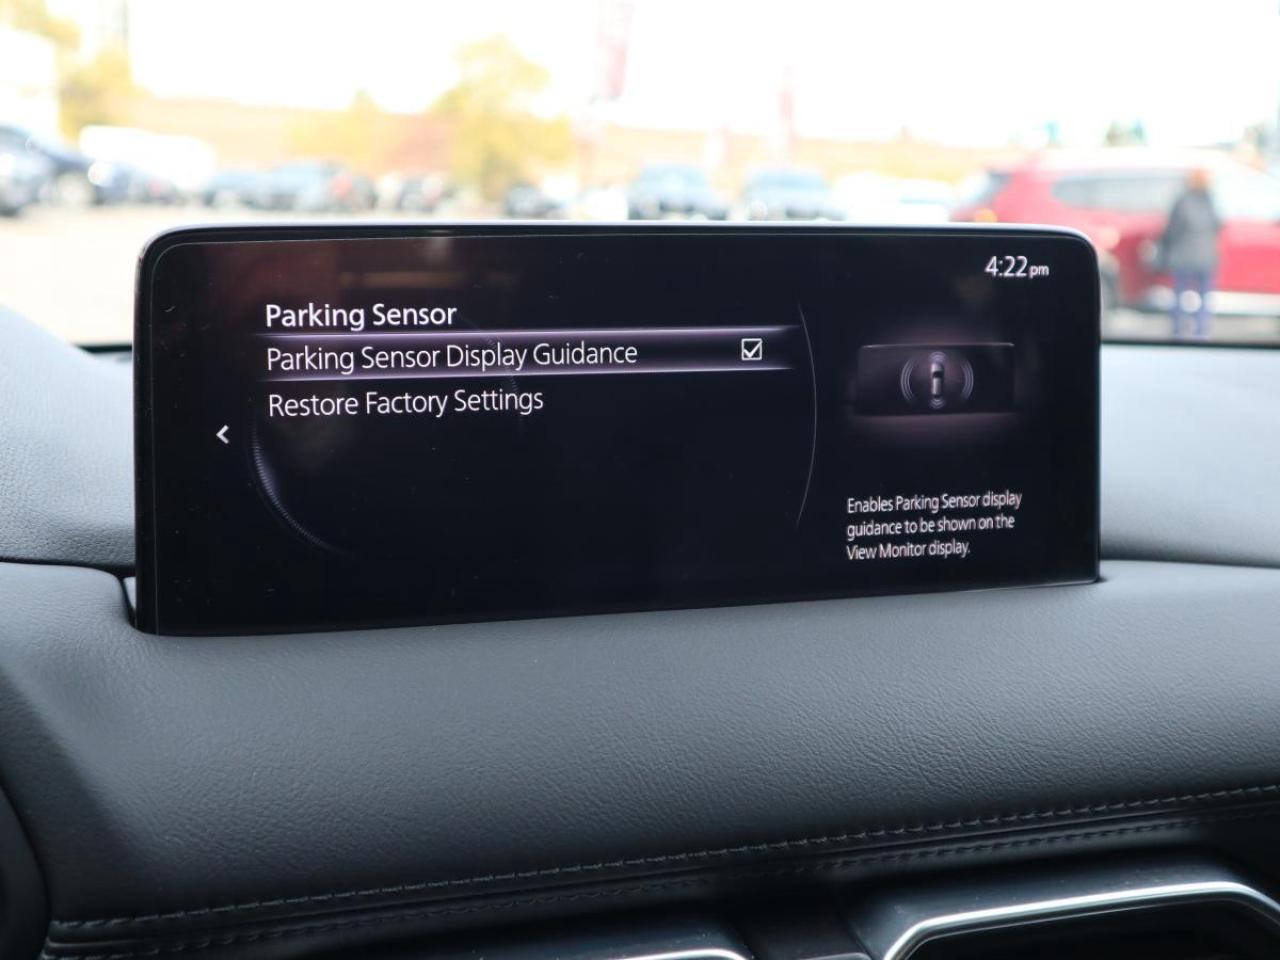 4:22pm
Parking Sensor
Parking Sensor Display Guidance
Restore Factory Settings
Enables Parking Sensor display
guidance to be shown on the
View Monitor display.